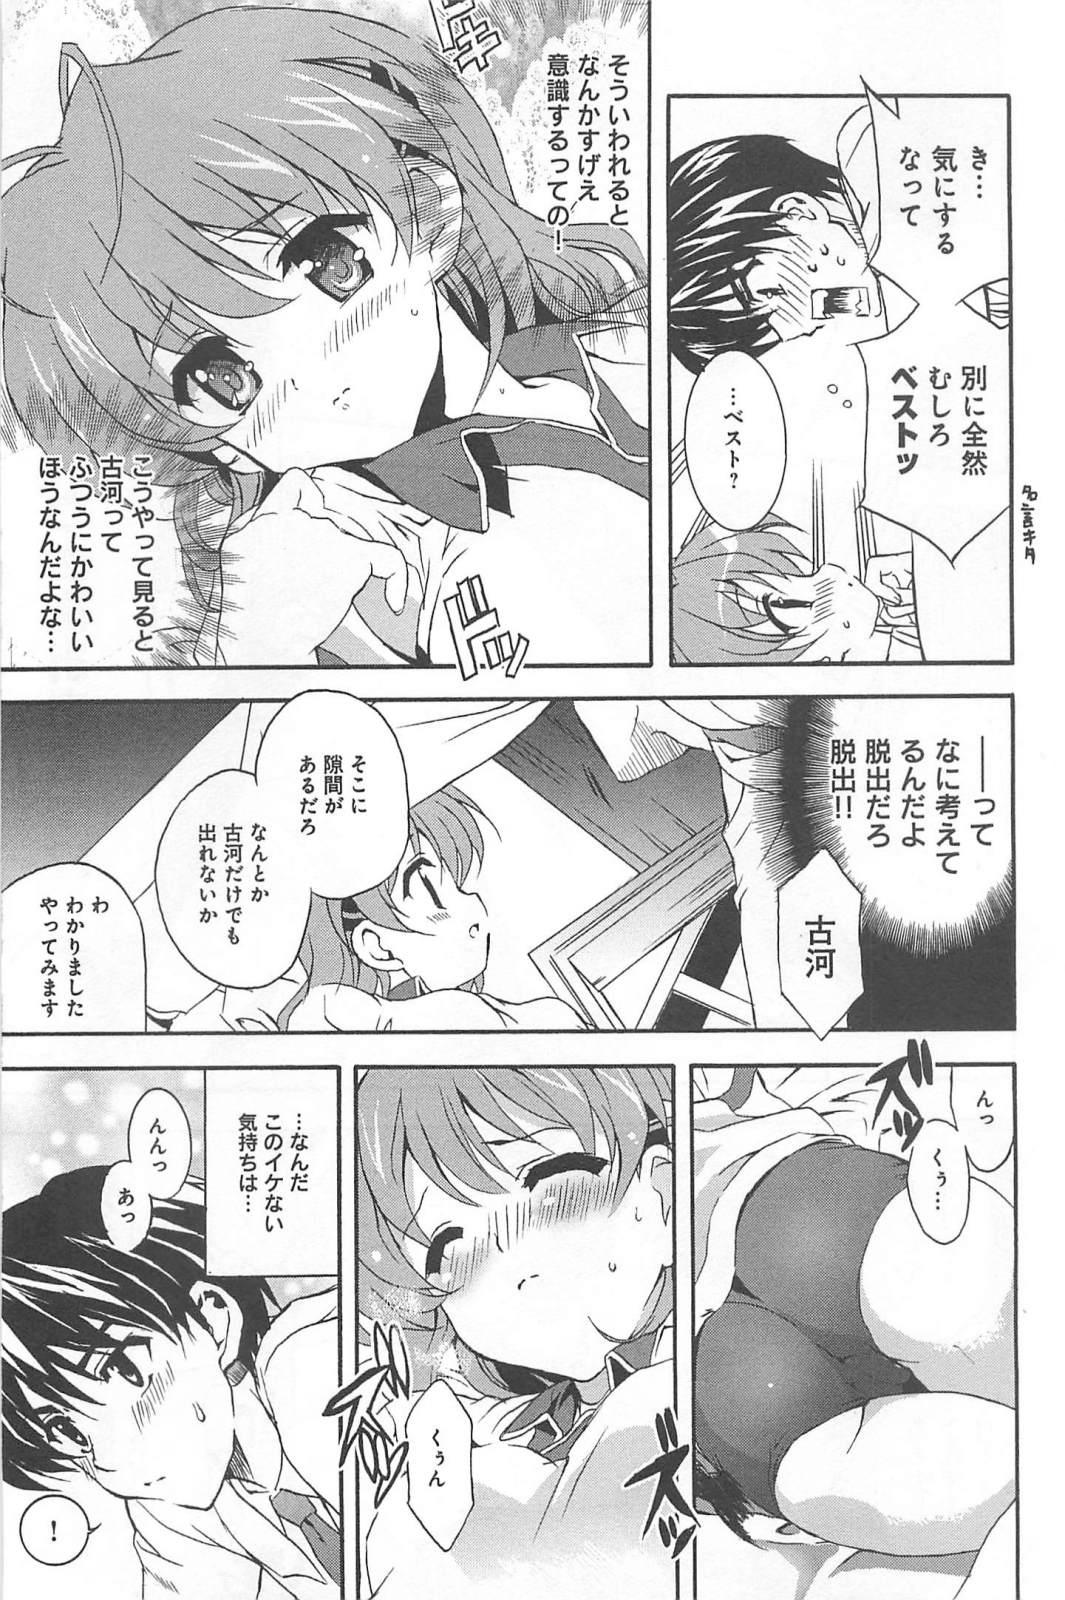 き…
気にする
なって
別に全然
むしろ
ベストッ
…ベスト?
そういわれると
なんかすげえ
意識するっての!
ドキ
ドキッ
こうやって見ると
古河って
ふつうにかわいい
ほうなんだよな…
――って
なに考えて
るんだよ
脱出だろ
脱出!!
古河
そこに
隙間が
あるだろ
なんとか
古河だけでも
出れないか
わ
わかりました
やってみます
んっ
くぅ…
ズッ
ズッ
くぅん
ズッ
ズッ
…なんだ
このイケない
気持ちは…
んんっ
あっ
!